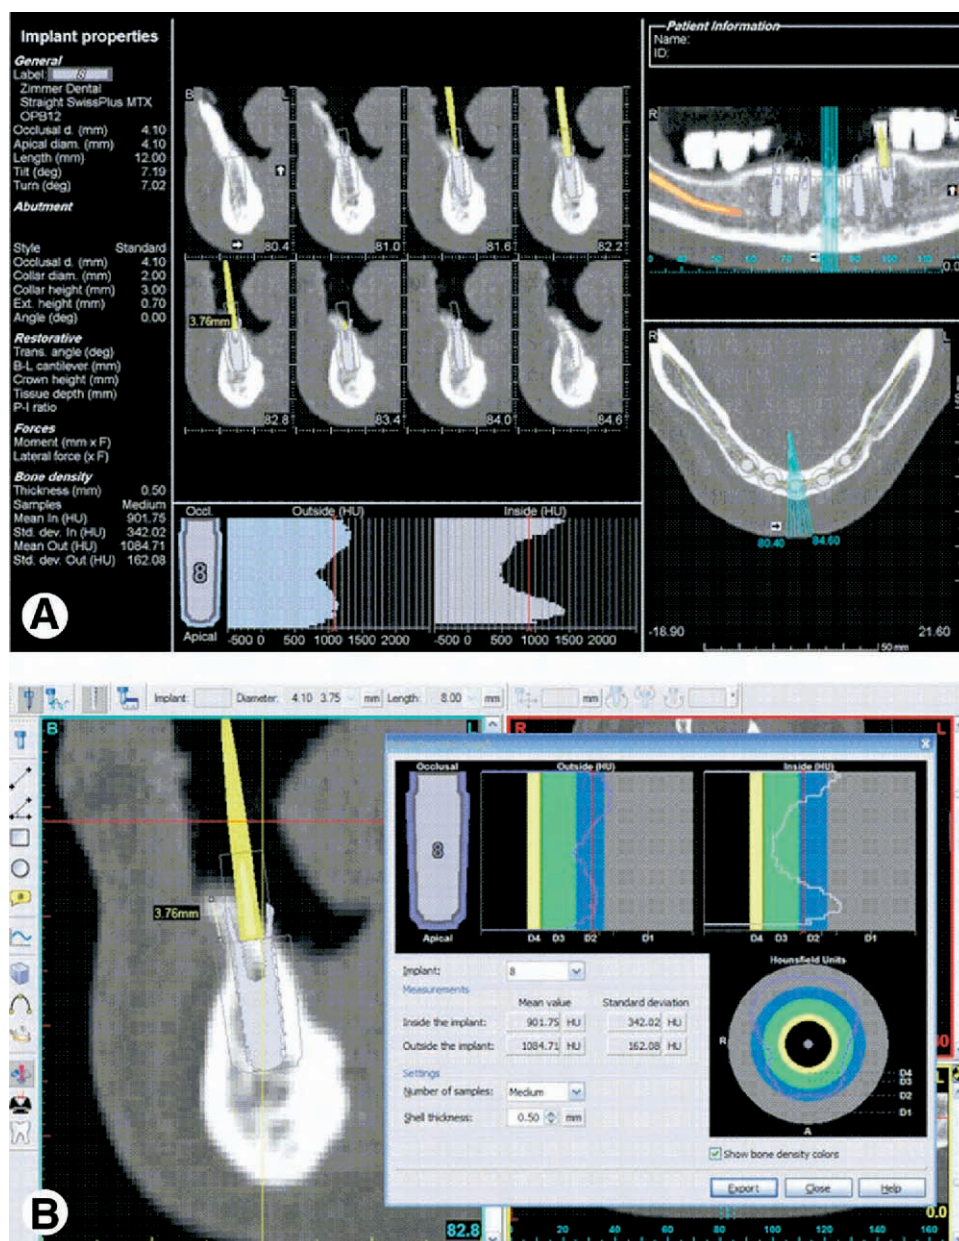 Implant properties
General
Label: 8
Zimmer Dental
Straight SwissPlus MTX
OPB12
Occlusal d. (mm) 4.10
Apical diam. (mm) 4.10
Length (mm) 12.00
Tilt (deg) 7.19
Turn (deg) 7.02
Abutment
Style Standard
Occlusal d. (mm) 4.10
Collar diam. (mm) 2.00
Collar height (mm) 3.00
Ext. height (mm) 0.70
Angle (deg) 0.00
Restorative
Trans. angle (deg)
B-L cantilever (mm)
Crown height (mm)
Tissue depth (mm)
P-I ratio
Forces
Moment (mm x F)
Lateral force (x F)
Bone density
Thickness (mm) 0.50
Samples Medium
Mean In (HU) 901.75
Std. dev. In (HU) 342.02
Mean Out (HU) 1084.71
Std. dev. Out (HU) 162.08
A
B L
80.4 81.0 81.6 82.2
3.76mm
82.8 83.4 84.0 84.6
Occl. Outside (HU) Inside (HU)
8
Apical -500 0 500 1000 1500 2000 -500 0 500 1000 1500 2000
Patient Information
Name:
ID:
R L
0.0
R L
80.40 84.60
-18.90 21.60
50 mm
Implant: Diameter: 4.10 3.75 mm Length: 8.00 mm
B L
3.76mm
82.8
B
R L
Occlusal Outside (HU) Inside (HU)
8
Apical D4 D3 D2 D1 D4 D3 D2 D1
Implant: 8
Measurements
Mean value Standard deviation
Inside the implant: 901.75 HU 342.02 HU
Outside the implant: 1084.71 HU 162.08 HU
Settings
Number of samples: Medium
Shell thickness: 0.50 mm
Hounsfield Units
R
D4
D3
D2
D1
A
Show bone density colors
Export Close Help
L
0.0
20 40 60 80 100 120 140 160